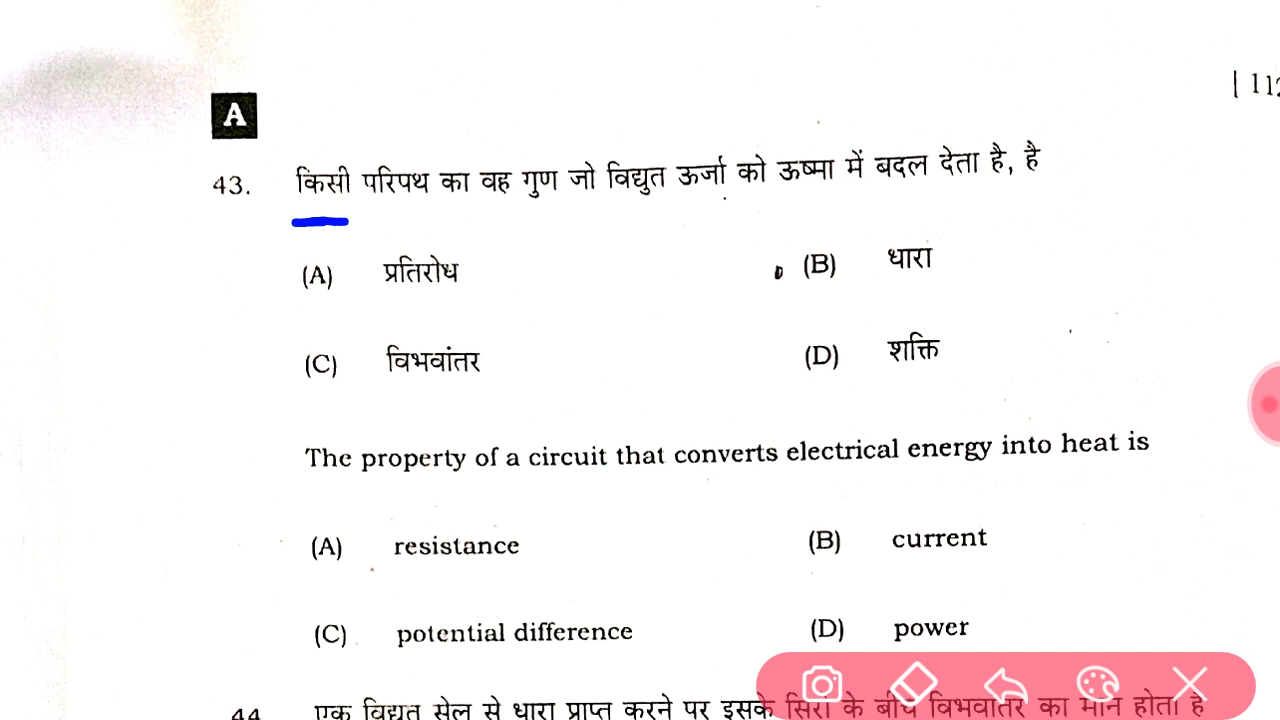 [ 112
A
43. किसी परिपथ का वह गुण जो विद्युत ऊर्जा को ऊष्मा में बदल देता है, है
(A) प्रतिरोध (B) धारा
(C) विभवांतर (D) शक्ति
The property of a circuit that converts electrical energy into heat is
(A) resistance (B) current
(C) potential difference (D) power
44 एक विद्युत सेल से धारा प्राप्त करने पर इसके सिरों के बीच विभवांतर का मान होता है